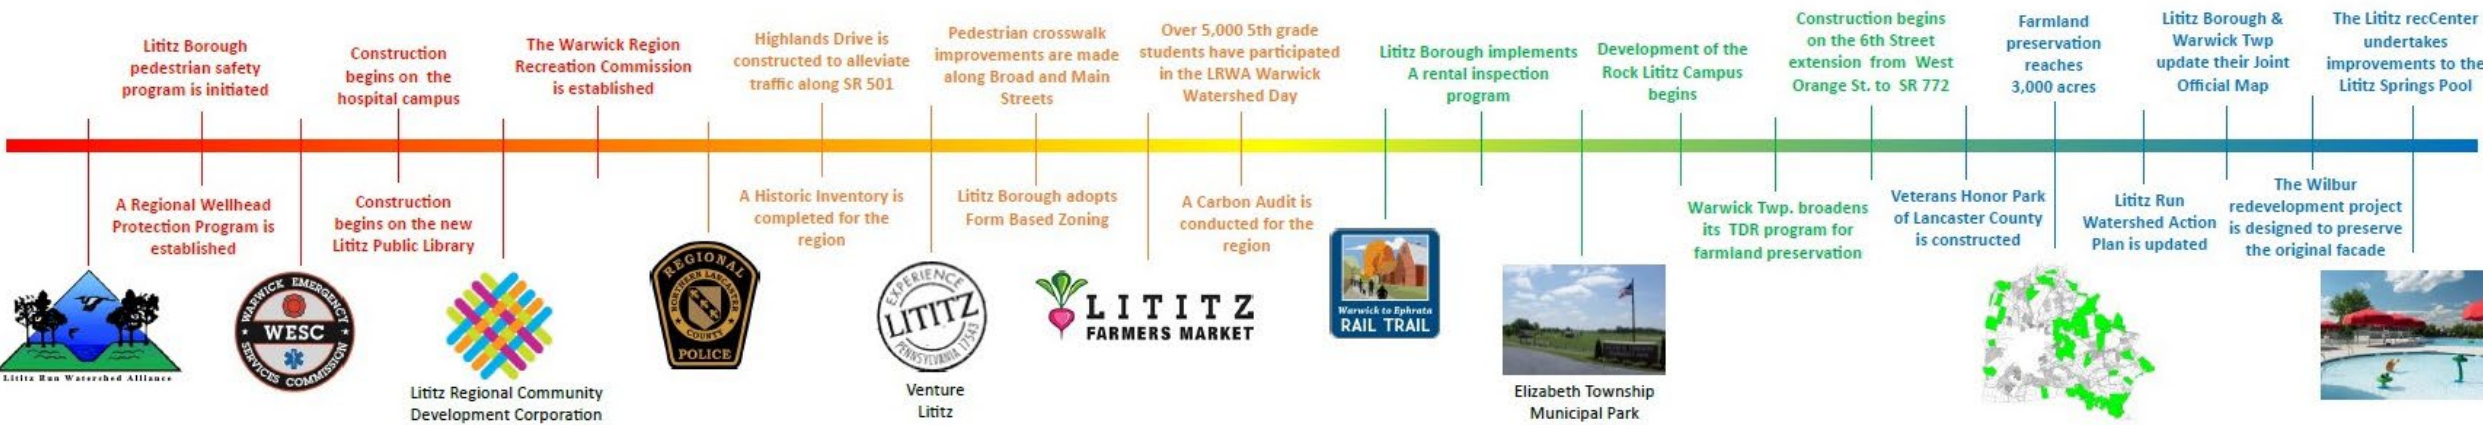 Lititz Borough
pedestrian safety
program is initiated
Construction
begins on the
hospital campus
The Warwick Region
Recreation Commission
is established
Highlands Drive is
constructed to alleviate
traffic along SR 501
Pedestrian crosswalk
improvements are made
along Broad and Main
Streets
Over 5,000 5th grade
students have participated
in the LRWA Warwick
Watershed Day
Lititz Borough implements
A rental inspection
program
Development of the
Rock Lititz Campus
begins
Construction begins
on the 6th Street
extension from West
Orange St. to SR 772
Farmland
preservation
reaches
3,000 acres
Lititz Borough &
Warwick Twp
update their Joint
Official Map
The Lititz recCenter
undertakes
improvements to the
Lititz Springs Pool
A Regional Wellhead
Protection Program is
established
Construction
begins on the new
Lititz Public Library
A Historic Inventory is
completed for the
region
Lititz Borough adopts
Form Based Zoning
A Carbon Audit is
conducted for the
region
Warwick Twp. broadens
its TDR program for
farmland preservation
Veterans Honor Park
of Lancaster County
is constructed
Lititz Run
Watershed Action
Plan is updated
The Wilbur
redevelopment project
is designed to preserve
the original facade
Lititz Run Watershed Alliance
WARWICK EMERGENCY
WESC
SERVICES COMMISSION
Lititz Regional Community
Development Corporation
REGIONAL
NORTHERN LANCASTER
COUNTY
POLICE
EXPERIENCE
LITITZ
PENNSYLVANIA 17543
Venture
Lititz
LITITZ
FARMERS MARKET
Warwick to Ephrata
RAIL TRAIL
Elizabeth Township
Municipal Park